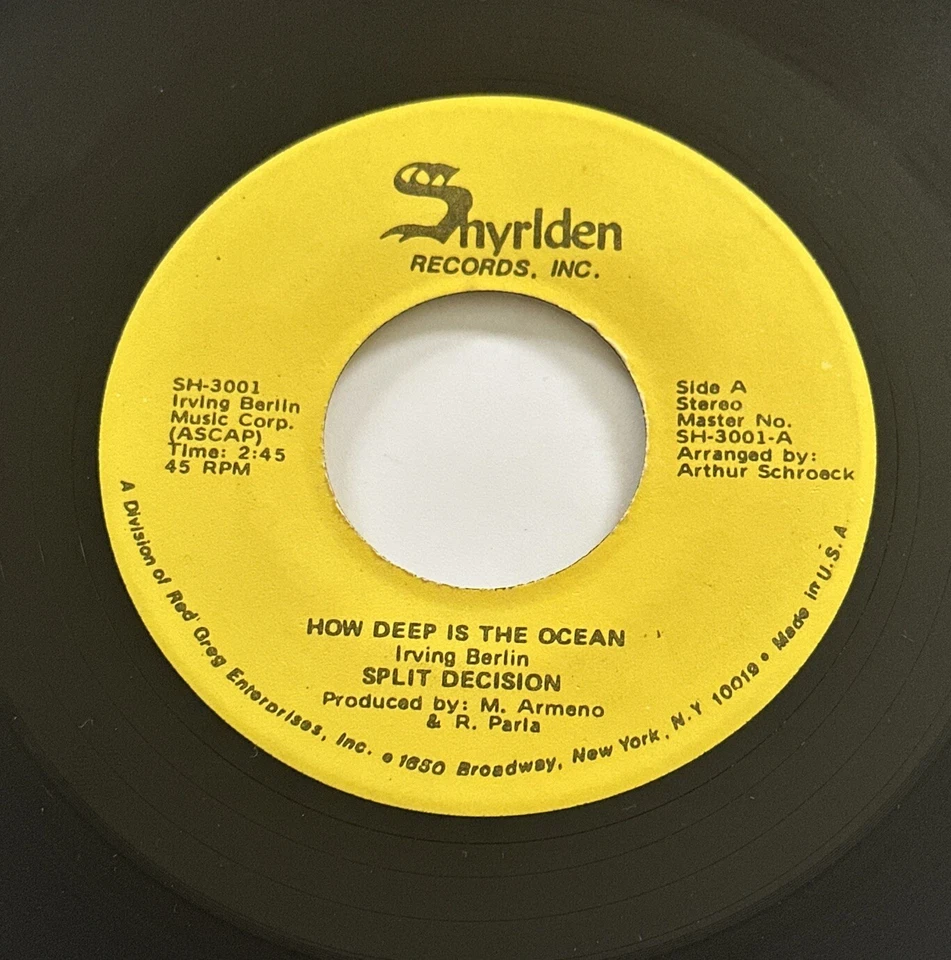 Shyrlden
RECORDS, INC.
SH-3001
Irving Berlin
Music Corp.
(ASCAP)
Time: 2:45
45 RPM
Side A
Stereo
Master No.
SH-3001-A
Arranged by:
Arthur Schroeck
HOW DEEP IS THE OCEAN
Irving Berlin
SPLIT DECISION
Produced by: M. Armeno
& R. Parla
A Division of Red' Greg Enterprises, Inc. • 1650 Broadway, New York, N.Y 10019 • Made in U.S.A